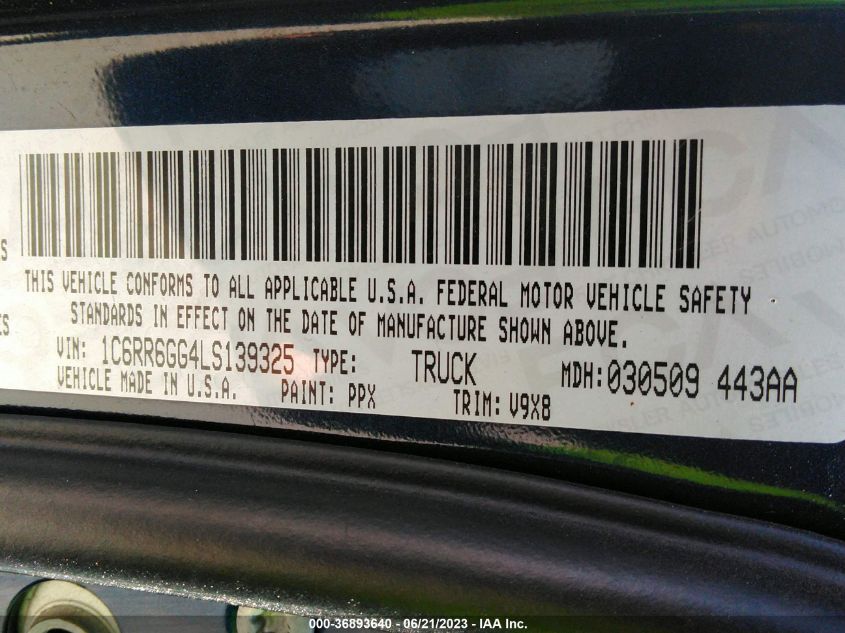 THIS VEHICLE CONFORMS TO ALL APPLICABLE U.S.A. FEDERAL MOTOR VEHICLE SAFETY
STANDARDS IN EFFECT ON THE DATE OF MANUFACTURE SHOWN ABOVE.
VIN: 1C6RR6GG4LS139325 TYPE: TRUCK MDH:030509 443AA
VEHICLE MADE IN U.S.A. PAINT: PPX TRIM: V9X8
000-36893640 - 06/21/2023 - IAA Inc.